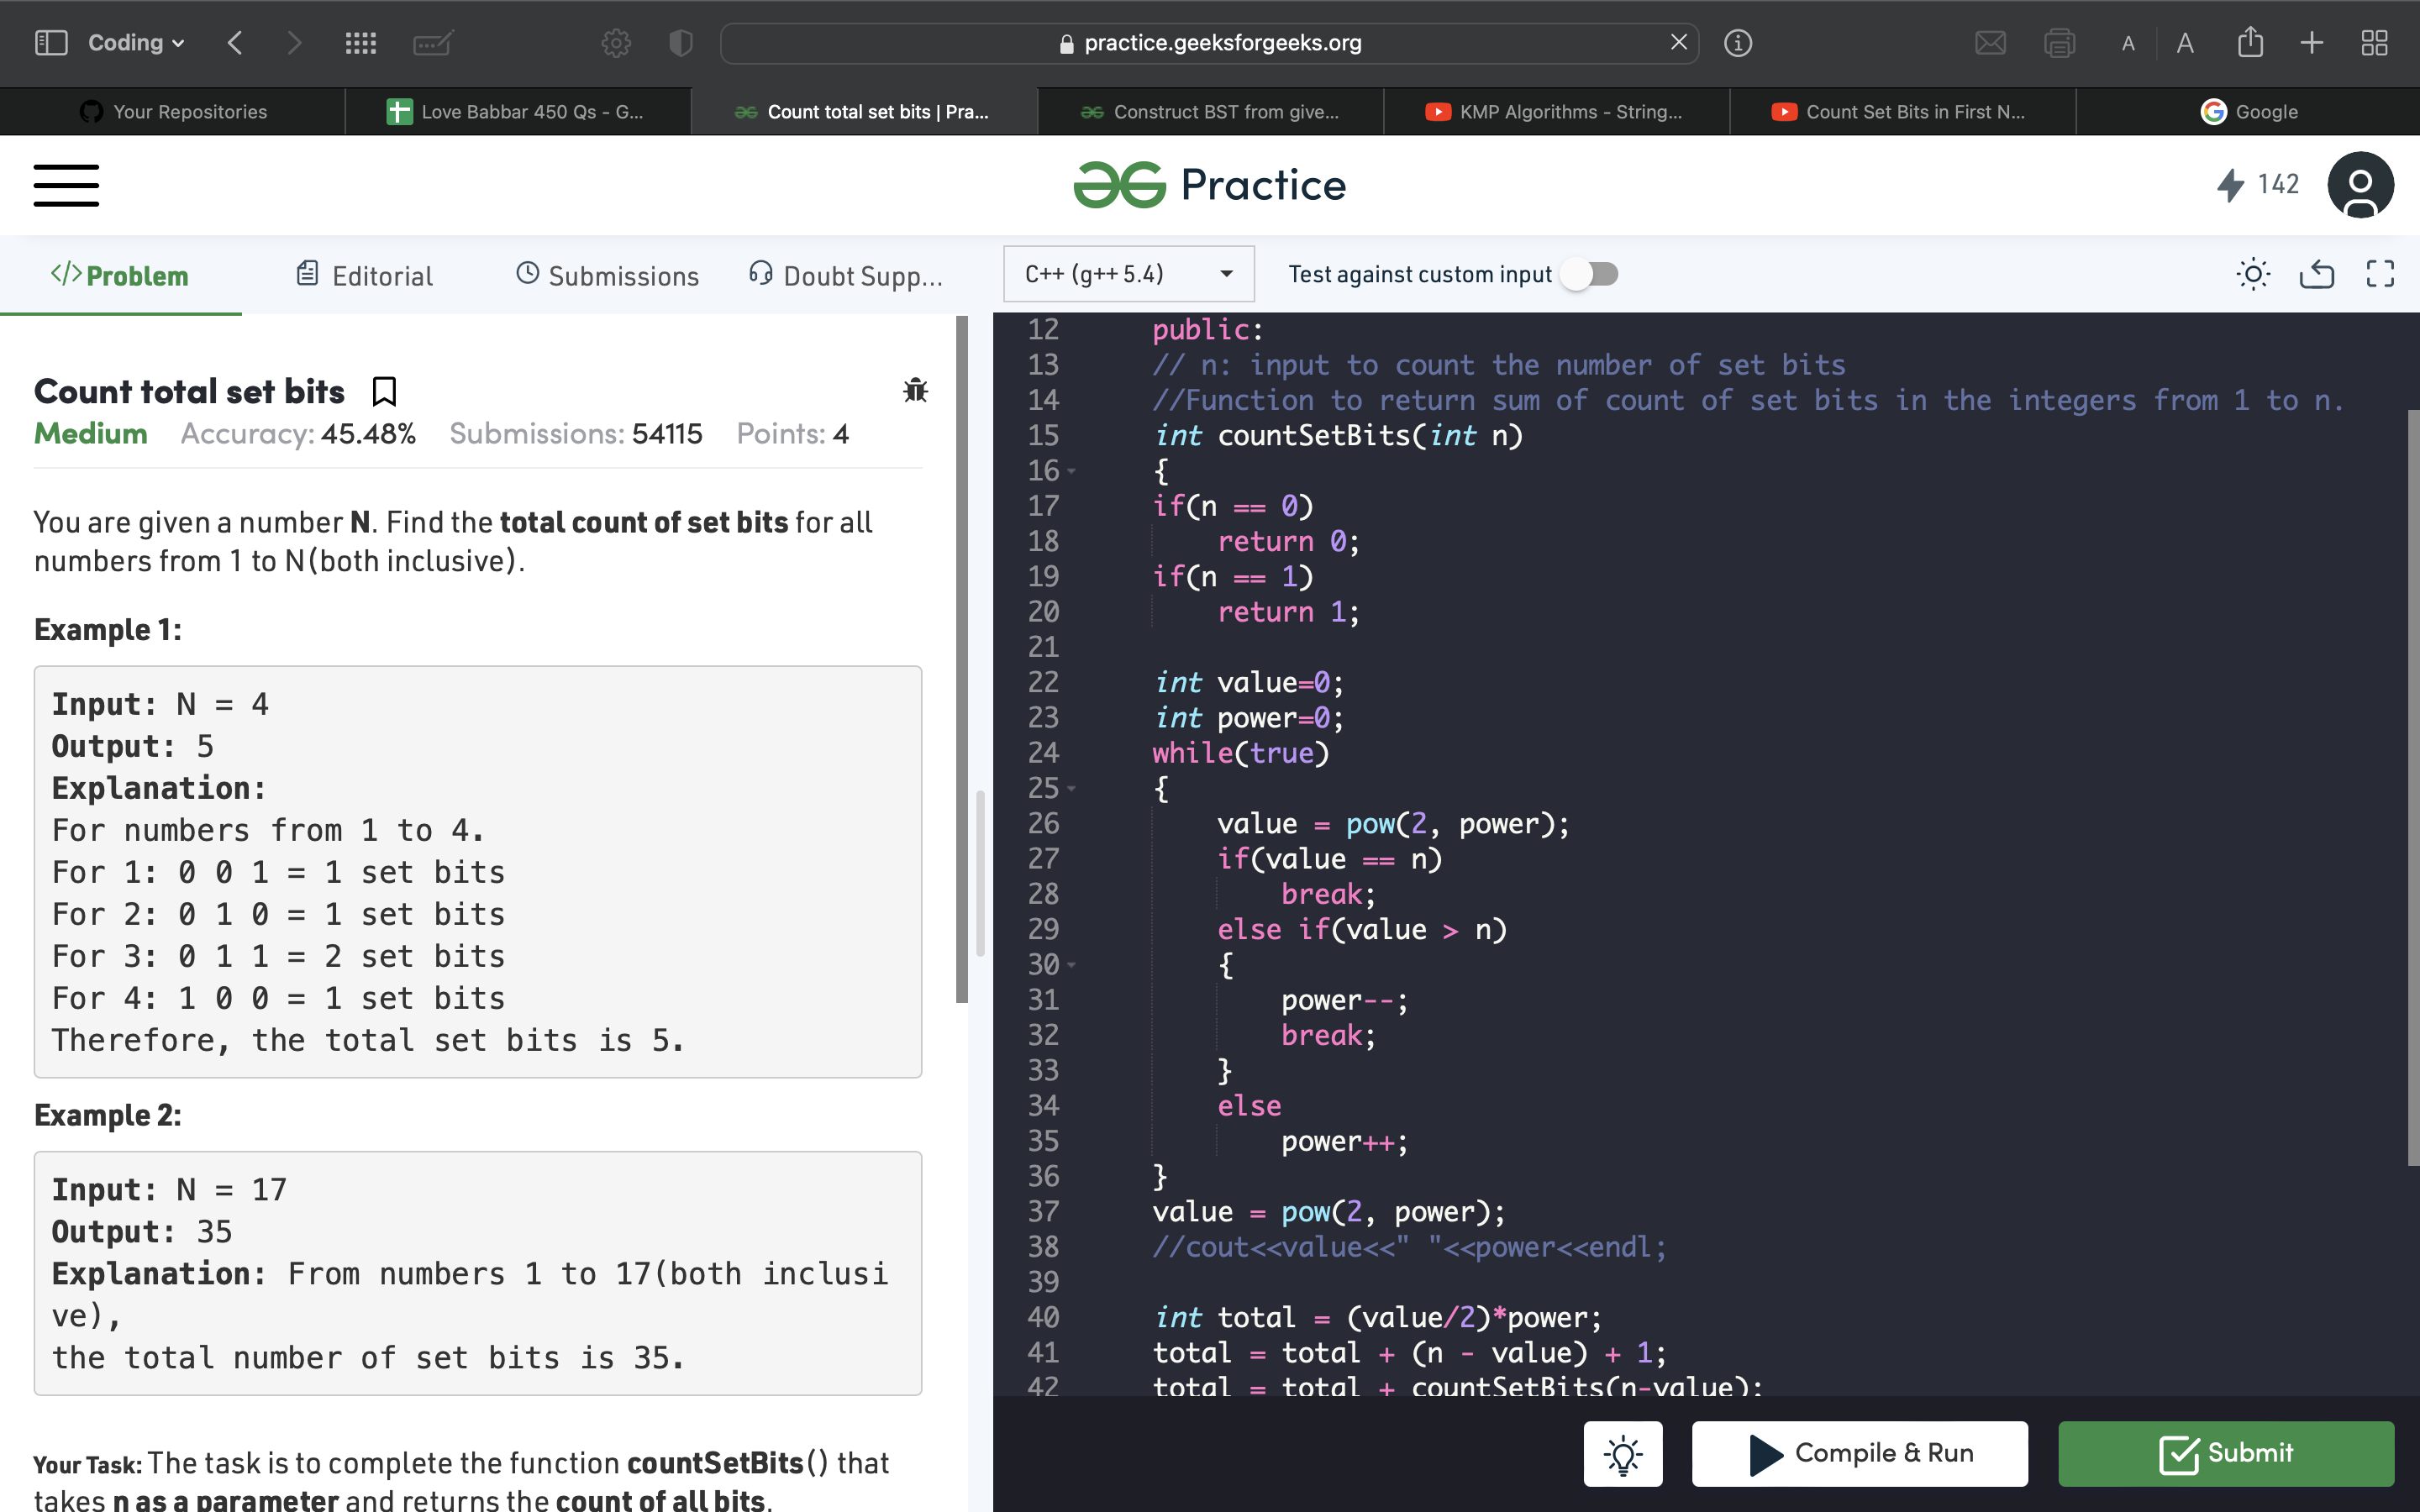 Coding
practice.geeksforgeeks.org
A
A
Your Repositories
Love Babbar 450 Qs - G...
Count total set bits | Pra...
Construct BST from give...
KMP Algorithms - String...
Count Set Bits in First N...
Google
Practice
142
</>Problem
Editorial
Submissions
Doubt Supp...
C++ (g++ 5.4)
Test against custom input
Count total set bits
Medium Accuracy: 45.48% Submissions: 54115 Points: 4
You are given a number N. Find the total count of set bits for all
numbers from 1 to N(both inclusive).
Example 1:
Input: N = 4
Output: 5
Explanation:
For numbers from 1 to 4.
For 1: 0 0 1 = 1 set bits
For 2: 0 1 0 = 1 set bits
For 3: 0 1 1 = 2 set bits
For 4: 1 0 0 = 1 set bits
Therefore, the total set bits is 5.
Example 2:
Input: N = 17
Output: 35
Explanation: From numbers 1 to 17(both inclusi
ve),
the total number of set bits is 35.
Your Task: The task is to complete the function countSetBits() that
takes n as a parameter and returns the count of all bits.
12 public:
13 // n: input to count the number of set bits
14 //Function to return sum of count of set bits in the integers from 1 to n.
15 int countSetBits(int n)
16 {
17 if(n == 0)
18 return 0;
19 if(n == 1)
20 return 1;
21
22 int value=0;
23 int power=0;
24 while(true)
25 {
26 value = pow(2, power);
27 if(value == n)
28 break;
29 else if(value > n)
30 {
31 power--;
32 break;
33 }
34 else
35 power++;
36 }
37 value = pow(2, power);
38 //cout<<value<<" "<<power<<endl;
39
40 int total = (value/2)*power;
41 total = total + (n - value) + 1;
42 total = total + countSetBits(n-value);
Compile & Run
Submit